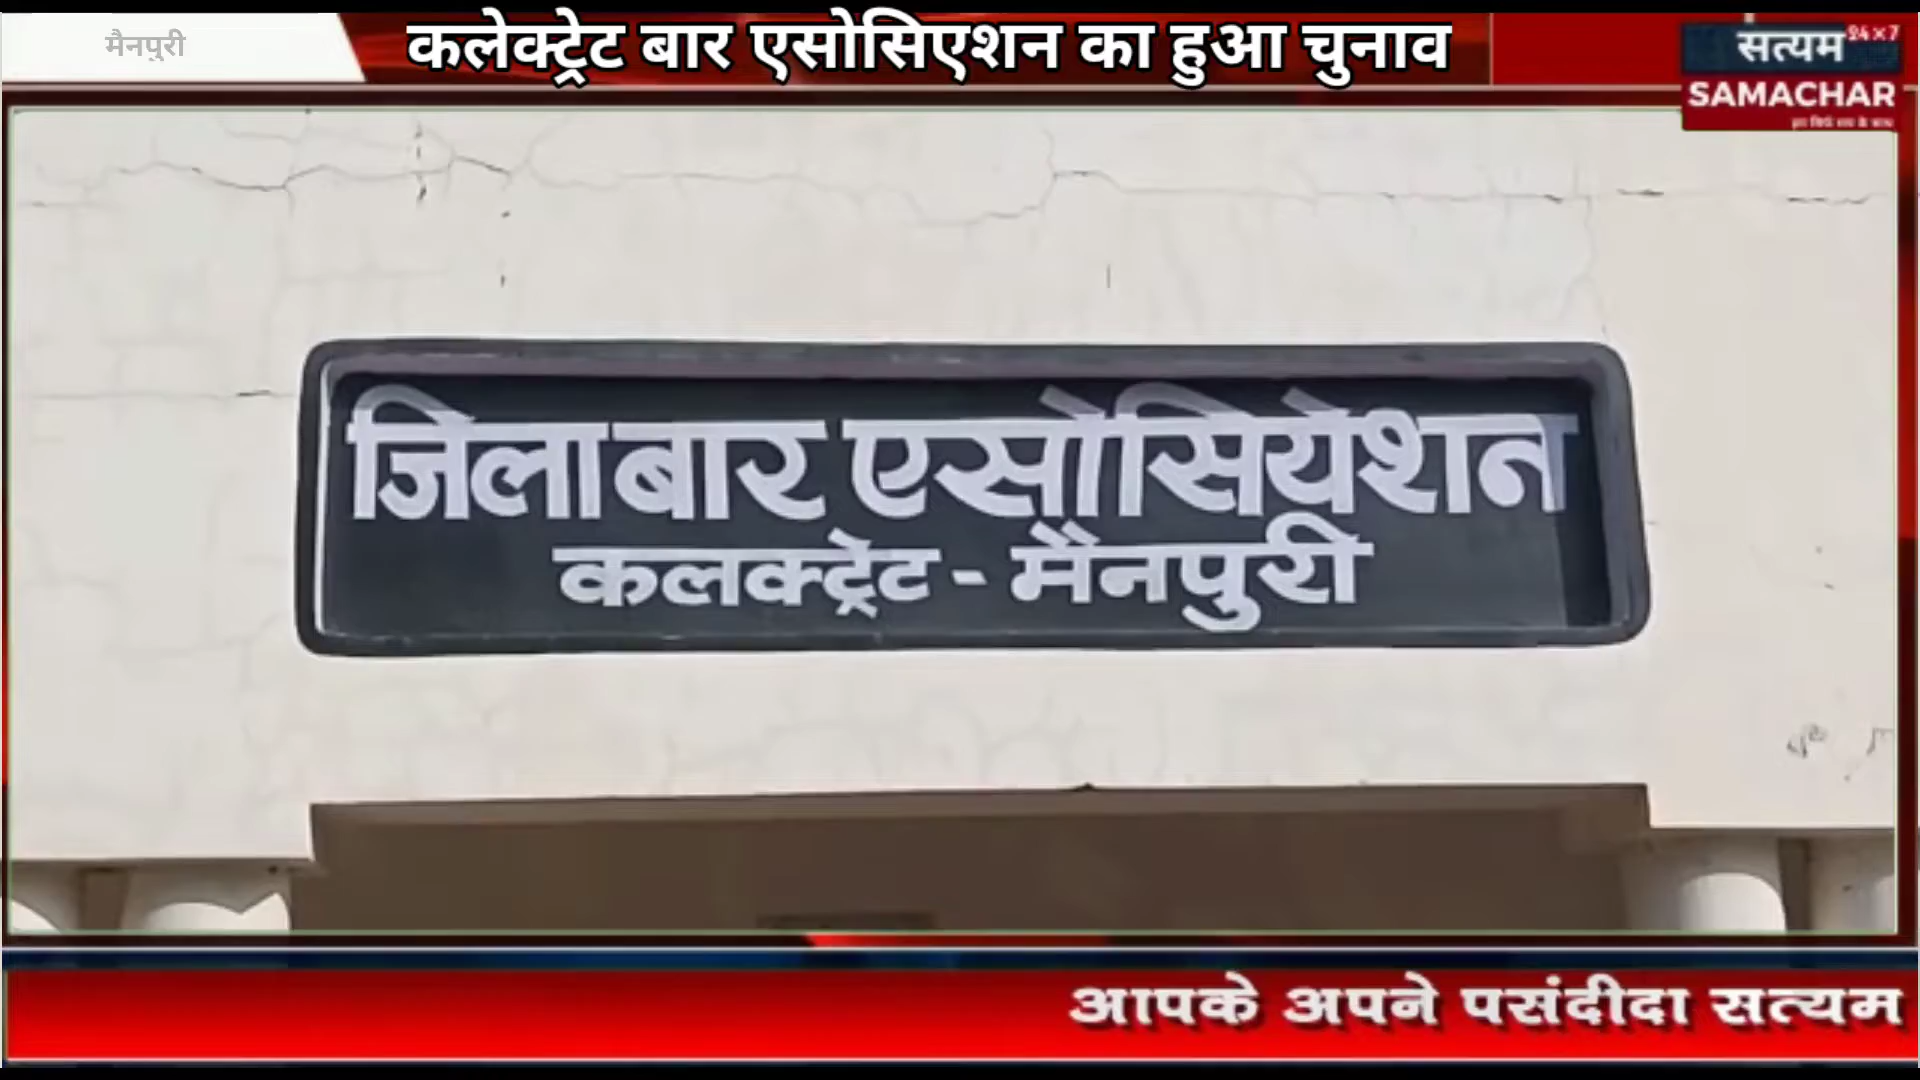 मैनपुरी
कलेक्ट्रेट बार एसोसिएशन का हुआ चुनाव
सत्यम 24×7
SAMACHAR
जिला बार एसोसियेशन
कलक्ट्रेट - मैनपुरी
आपके अपने पसंदीदा सत्यम